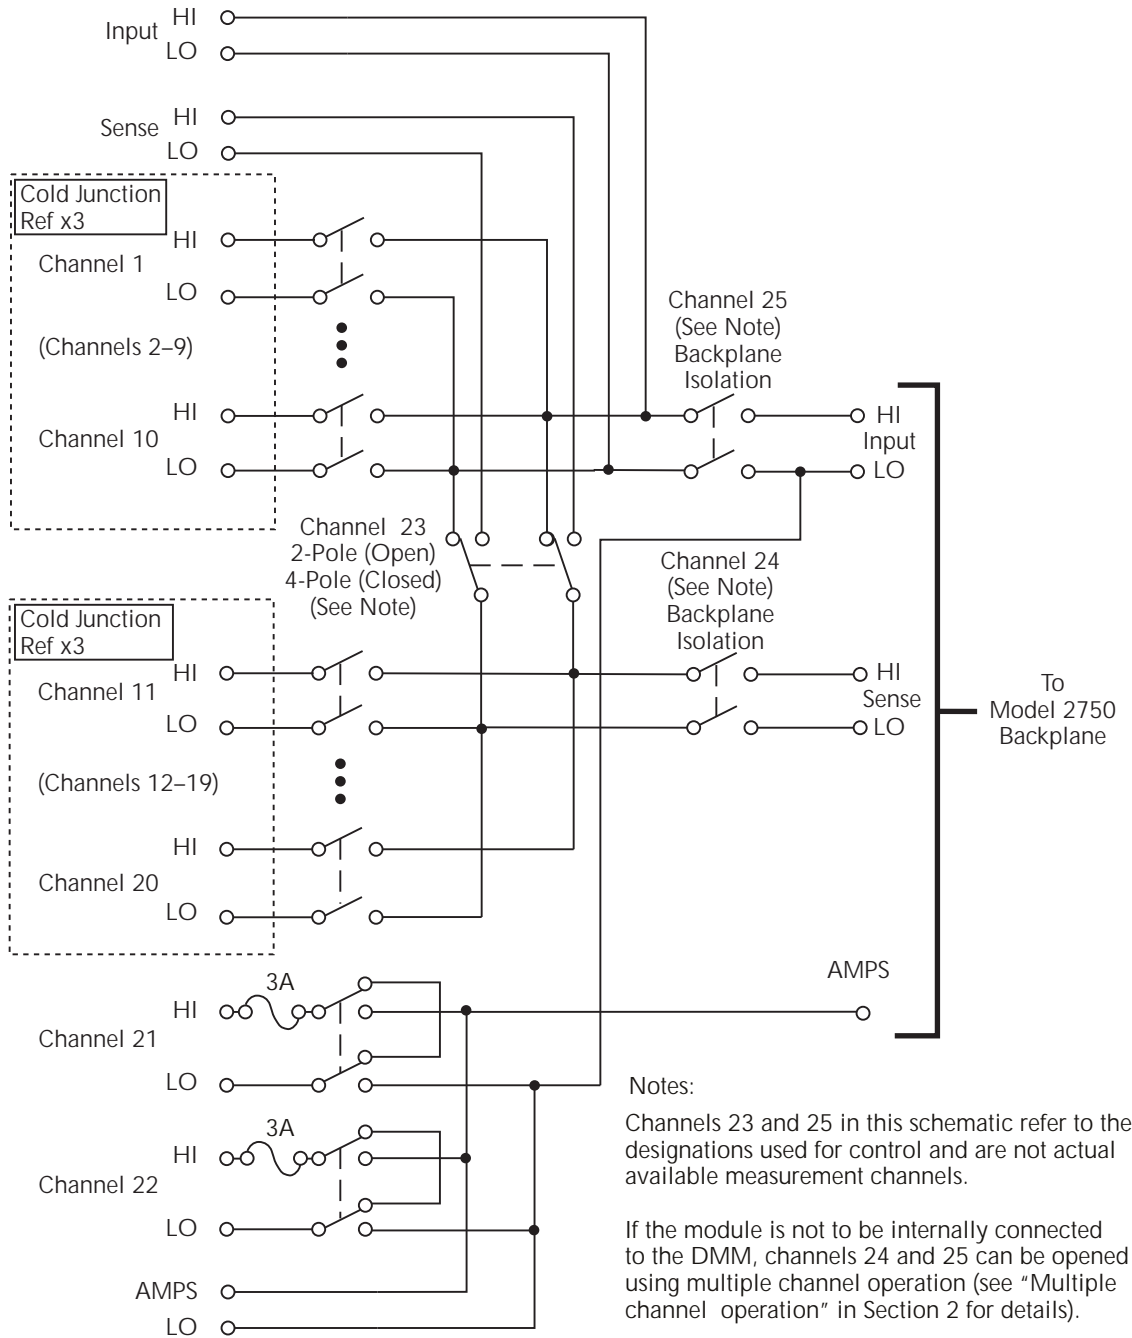 Input
HI
LO
Sense
HI
LO
Cold Junction
Ref x3
HI
Channel 1
LO
(Channels 2–9)
HI
Channel 10
LO
Channel 25
(See Note)
Backplane
Isolation
HI
Input
LO
Channel 23
2-Pole (Open)
4-Pole (Closed)
(See Note)
Channel 24
(See Note)
Backplane
Isolation
Cold Junction
Ref x3
HI
Channel 11
LO
HI
Sense
LO
To
Model 2750
Backplane
(Channels 12–19)
HI
Channel 20
LO
AMPS
3A
HI
Channel 21
LO
3A
HI
Channel 22
LO
AMPS
LO
Notes:
Channels 23 and 25 in this schematic refer to the
designations used for control and are not actual
available measurement channels.
If the module is not to be internally connected
to the DMM, channels 24 and 25 can be opened
using multiple channel operation (see “Multiple
channel operation” in Section 2 for details).